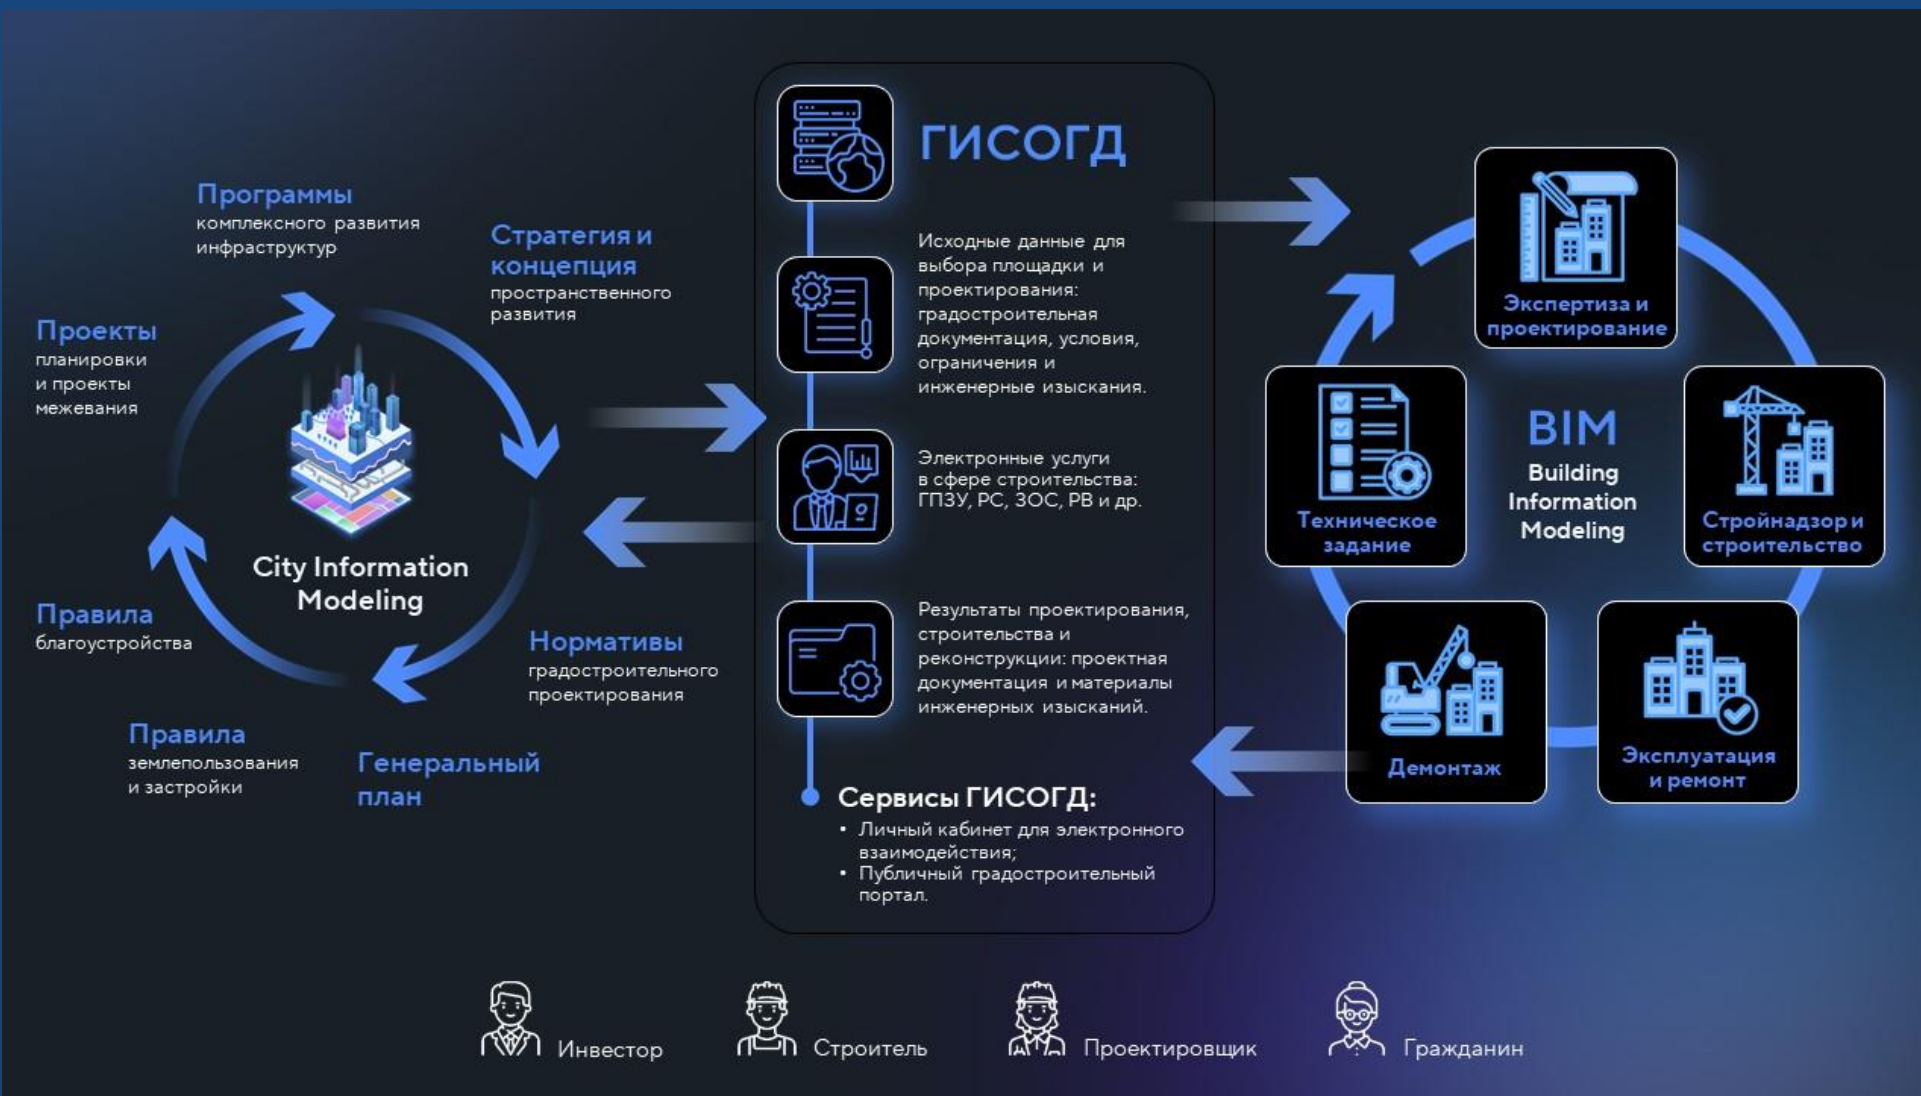 Программы
комплексного развития
инфраструктур
Стратегия и
концепция
пространственного
развития
Проекты
планировки
и проекты
межевания
City Information
Modeling
Правила
благоустройства
Нормативы
градостроительного
проектирования
Правила
землепользования
и застройки
Генеральный
план
ГИСОГД
Исходные данные для
выбора площадки и
проектирования:
градостроительная
документация, условия,
ограничения и
инженерные изыскания.
Электронные услуги
в сфере строительства:
ГПЗУ, РС, ЗОС, РВ и др.
Результаты проектирования,
строительства и
реконструкции: проектная
документация и материалы
инженерных изысканий.
Сервисы ГИСОГД:
• Личный кабинет для электронного
взаимодействия;
• Публичный градостроительный
портал.
Экспертиза и
проектирование
Техническое
задание
BIM
Building
Information
Modeling
Стройнадзор и
строительство
Демонтаж
Эксплуатация
и ремонт
Инвестор
Строитель
Проектировщик
Гражданин